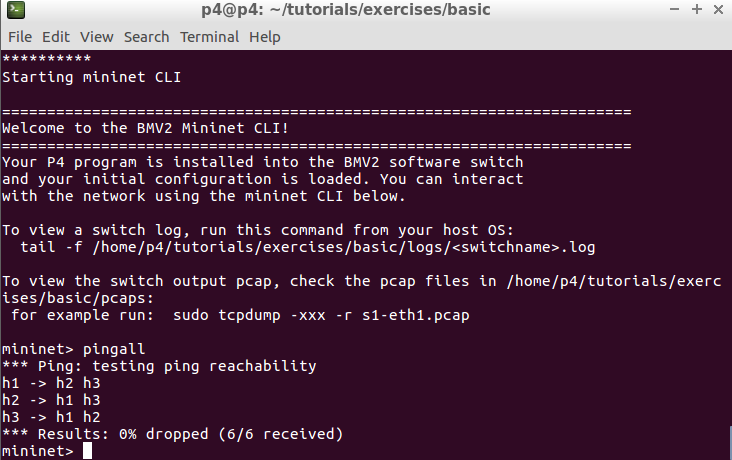 p4@p4: ~/tutorials/exercises/basic
File Edit View Search Terminal Help
**********
Starting mininet CLI
======================================================================
Welcome to the BMV2 Mininet CLI!
======================================================================
Your P4 program is installed into the BMV2 software switch
and your initial configuration is loaded. You can interact
with the network using the mininet CLI below.
To view a switch log, run this command from your host OS:
  tail -f /home/p4/tutorials/exercises/basic/logs/<switchname>.log
To view the switch output pcap, check the pcap files in /home/p4/tutorials/exerc
ises/basic/pcaps:
 for example run:  sudo tcpdump -xxx -r s1-eth1.pcap
mininet> pingall
*** Ping: testing ping reachability
h1 -> h2 h3
h2 -> h1 h3
h3 -> h1 h2
*** Results: 0% dropped (6/6 received)
mininet>